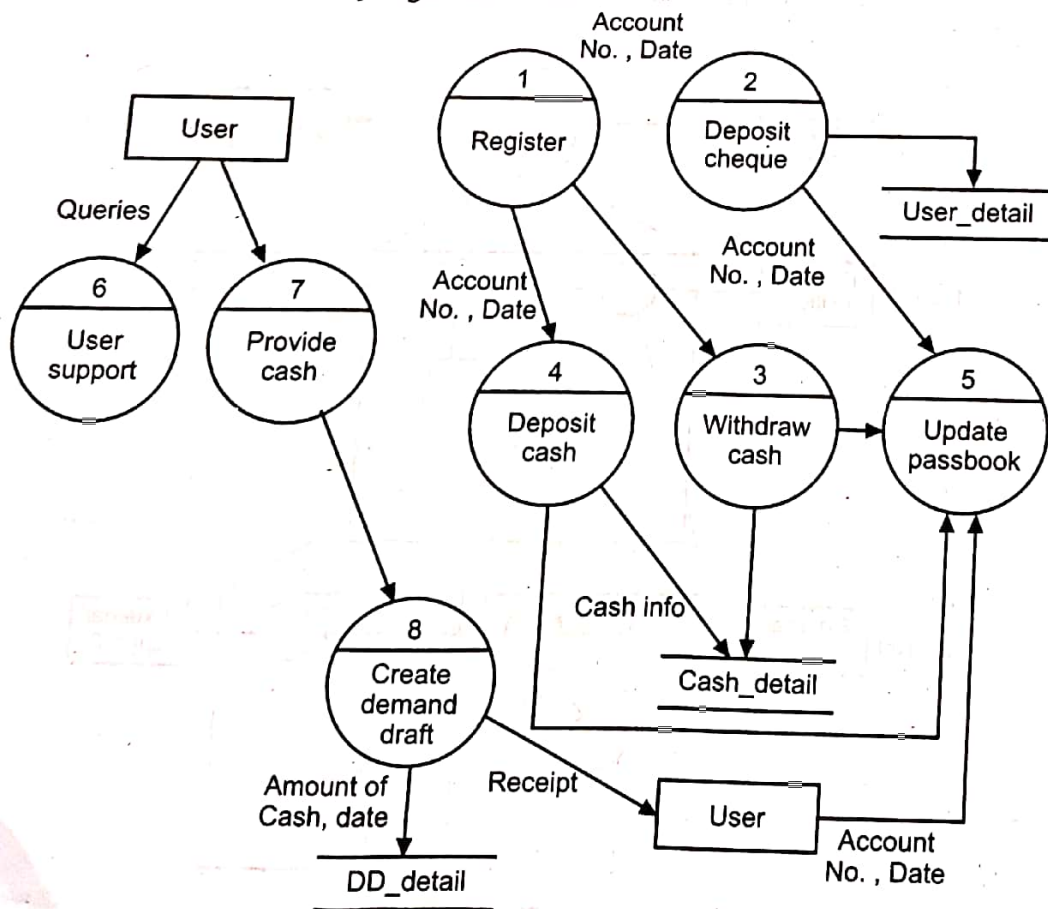 Account
No. , Date
1
Register
2
Deposit
cheque
User
User_detail
Queries
Account
No. , Date
Account
No. , Date
6
User
support
7
Provide
cash
4
Deposit
cash
3
Withdraw
cash
5
Update
passbook
Cash info
8
Create
demand
draft
Cash_detail
Amount of
Cash, date
Receipt
User
Account
No. , Date
DD_detail